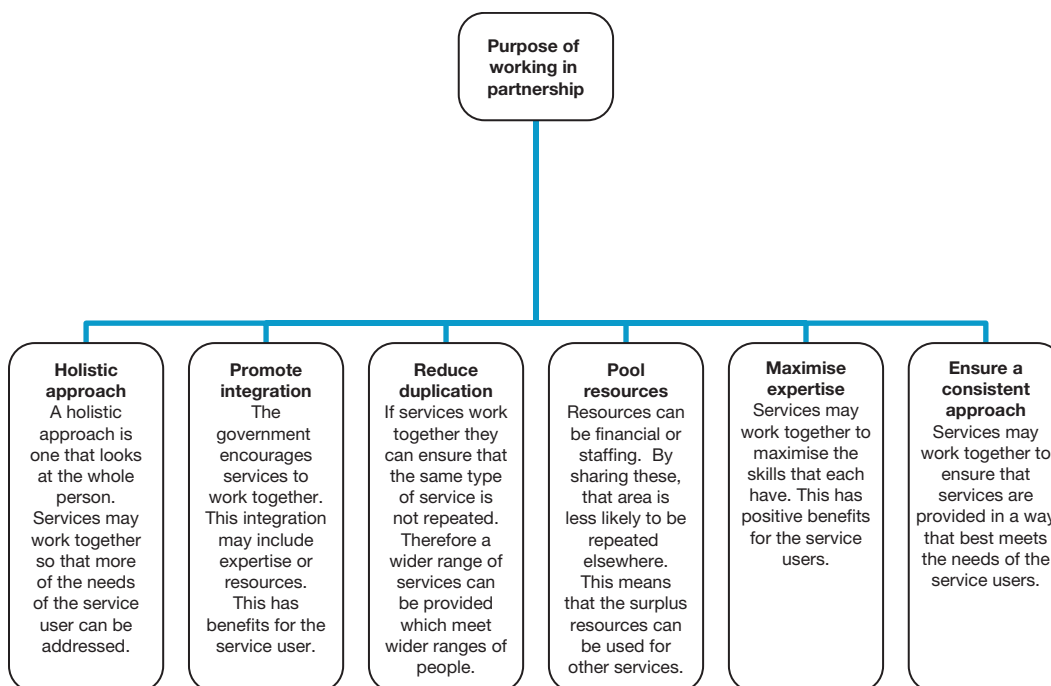 Purpose of
working in
partnership
Holistic
approach
A holistic
approach is
one that looks
at the whole
person.
Services may
work together
so that more
of the needs
of the service
user can be
addressed.
Promote
integration
The
government
encourages
services to
work together.
This integration
may include
expertise or
resources.
This has
benefits for the
service user.
Reduce
duplication
If services work
together they
can ensure that
the same type
of service is
not repeated.
Therefore a
wider range of
services can
be provided
which meet
wider ranges of
people.
Pool
resources
Resources can
be financial or
staffing. By
sharing these,
that area is
less likely to be
repeated
elsewhere.
This means
that the surplus
resources can
be used for
other services.
Maximise
expertise
Services may
work together to
maximise the
skills that each
have. This has
positive benefits
for the service
users.
Ensure a
consistent
approach
Services may
work together to
ensure that
services are
provided in a way
that best meets
the needs of the
service users.